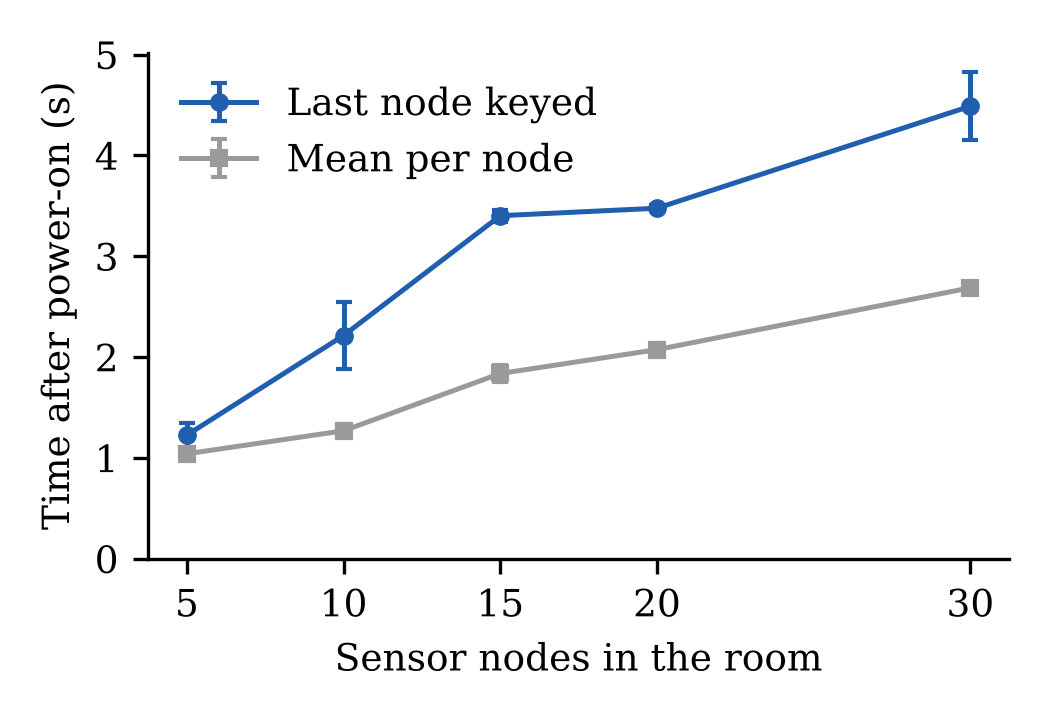 5
4
3
2
1
0
Time after power-on (s)
Last node keyed
Mean per node
5 10 15 20 30
Sensor nodes in the room